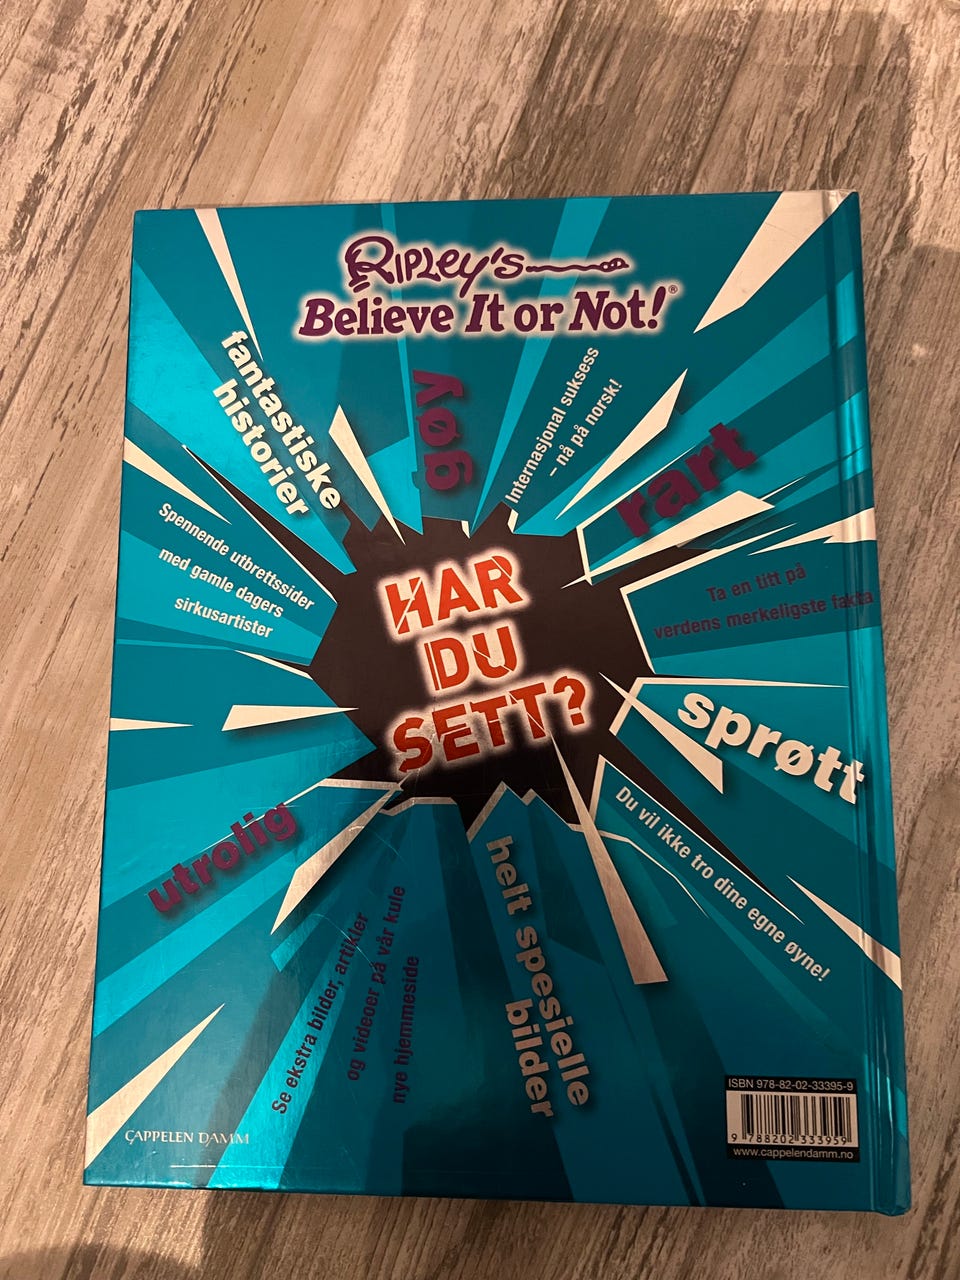 RIPLEY's
Believe It or Not!®
fantastiske
historier
gøy
Internasjonal suksess
– nå på norsk!
rart
Spennende utbrettssider
med gamle dagers
sirkusartister
HAR
DU
SETT?
Ta en titt på
verdens merkeligste fakta
sprøtt
utrolig
Du vil ikke tro dine egne øyne!
Se ekstra bilder, artikler
og videoer på vår kule
nye hjemmeside
helt spesielle
bilder
CAPPELEN DAMM
ISBN 978-82-02-33395-9
9 788202 333959
www.cappelendamm.no